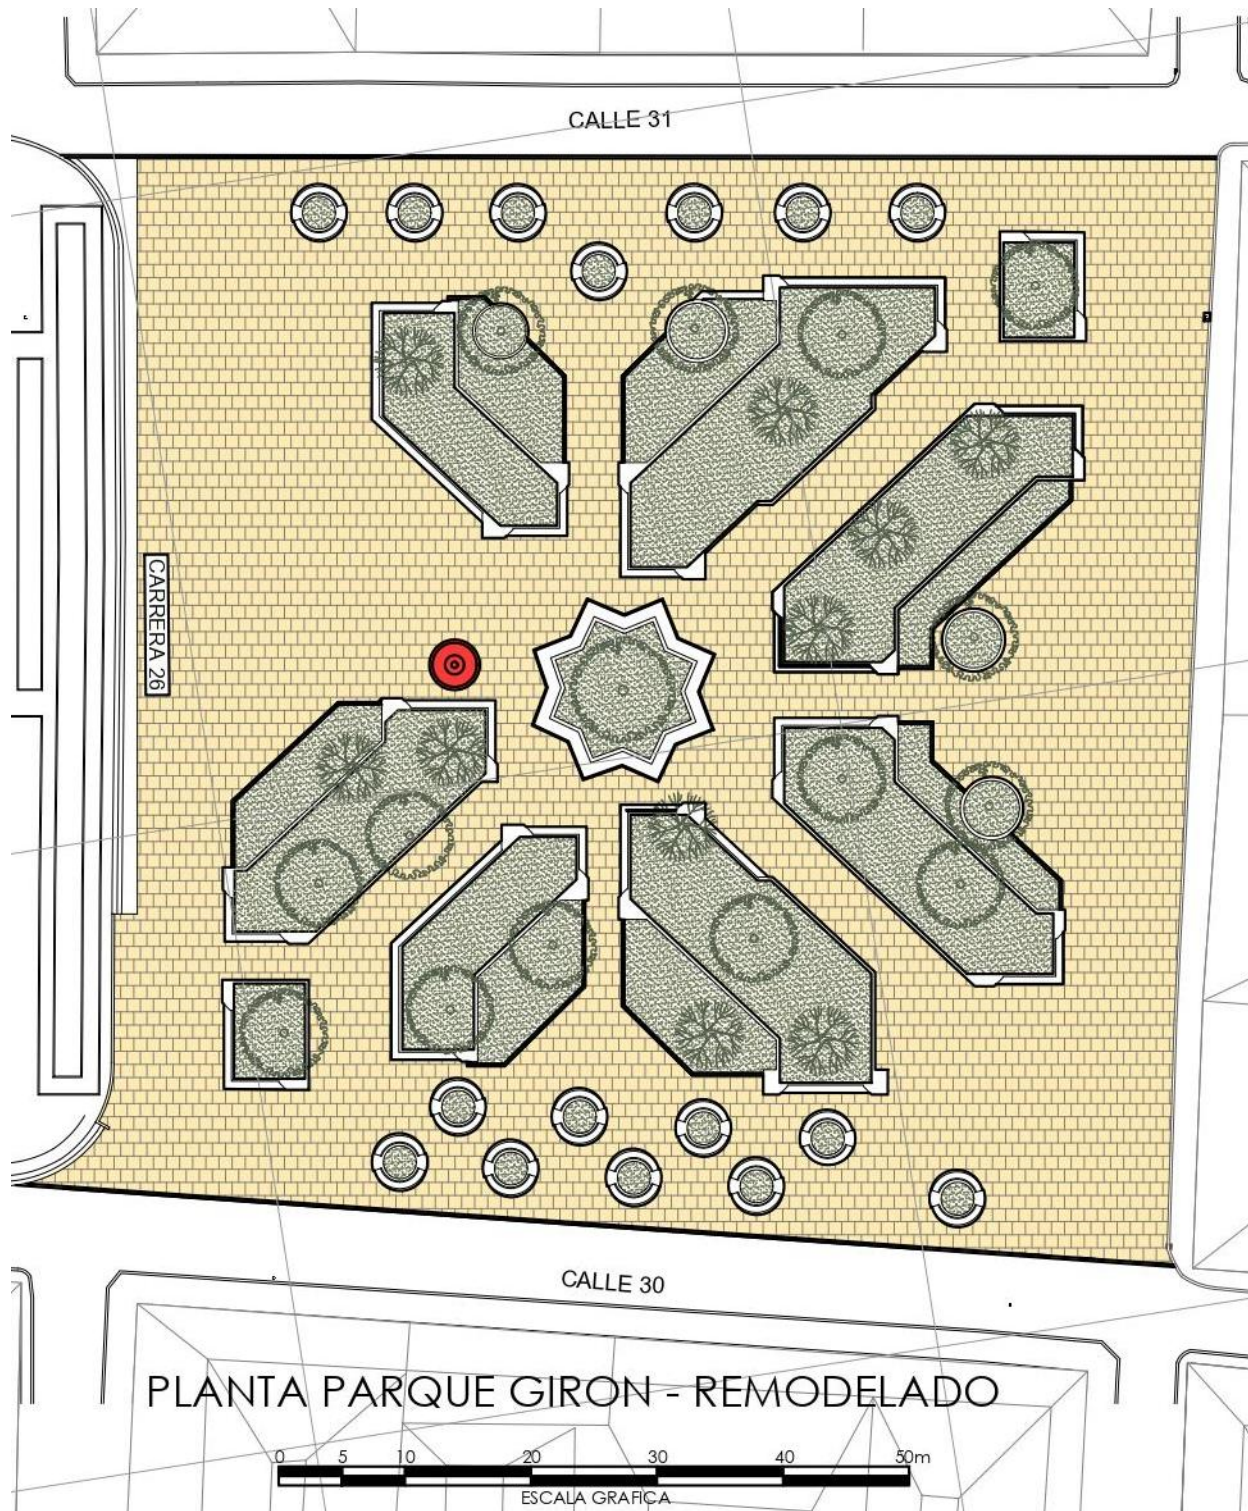 CALLE 31
CARRERA 26
CALLE 30
PLANTA PARQUE GIRON - REMODELADO
0 5 10 20 30 40 50m
ESCALA GRAFICA